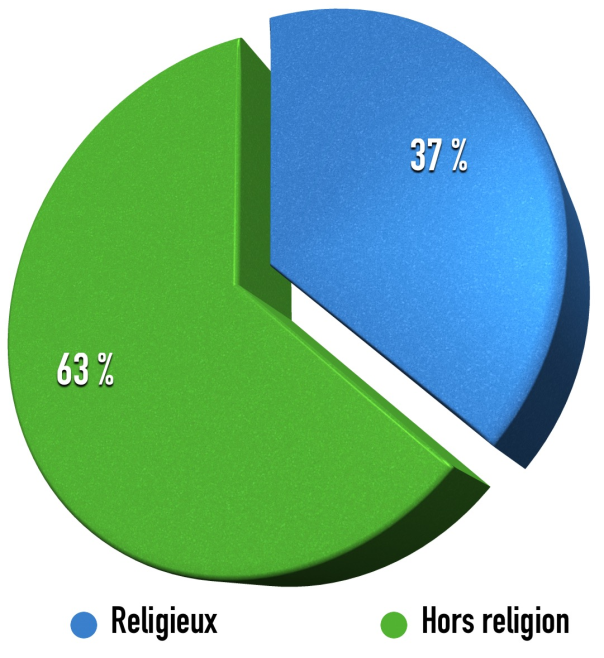 37 %
63 %
Religieux
Hors religion